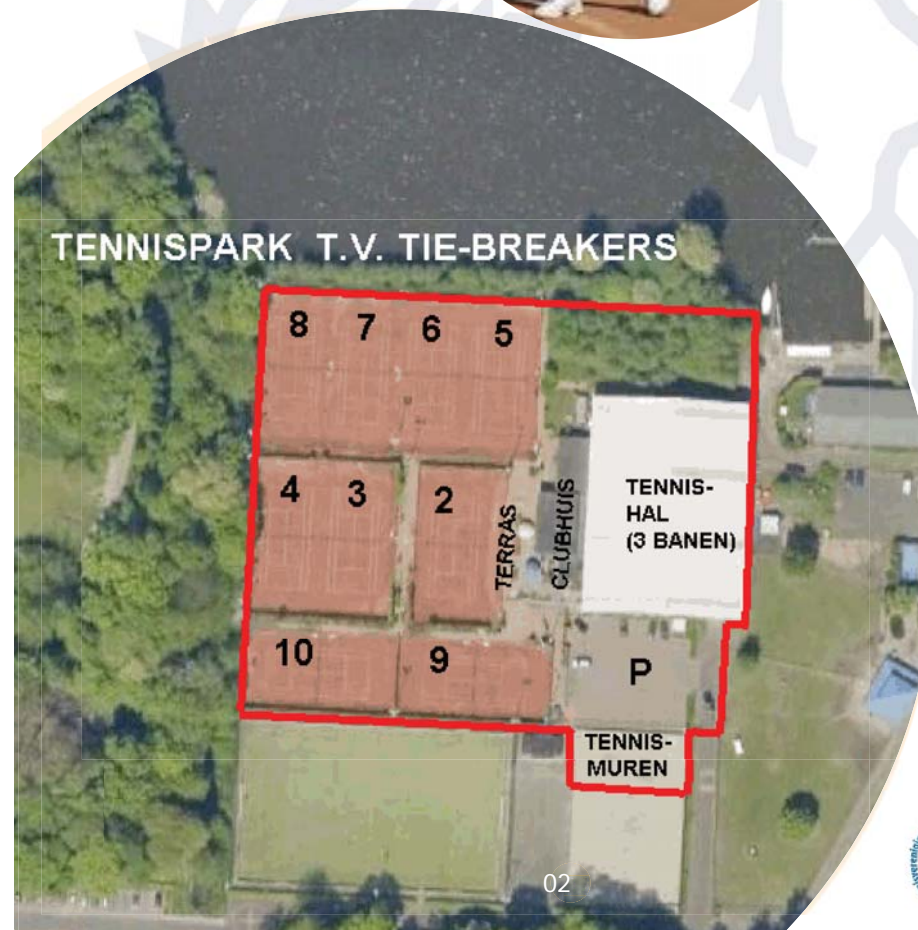 TENNISPARK T.V. TIE-BREAKERS
8 7 6 5
4 3 2
TERRAS
CLUBHUIS
TENNIS-
HAL
(3 BANEN)
10 9
P
TENNIS-
MUREN
02